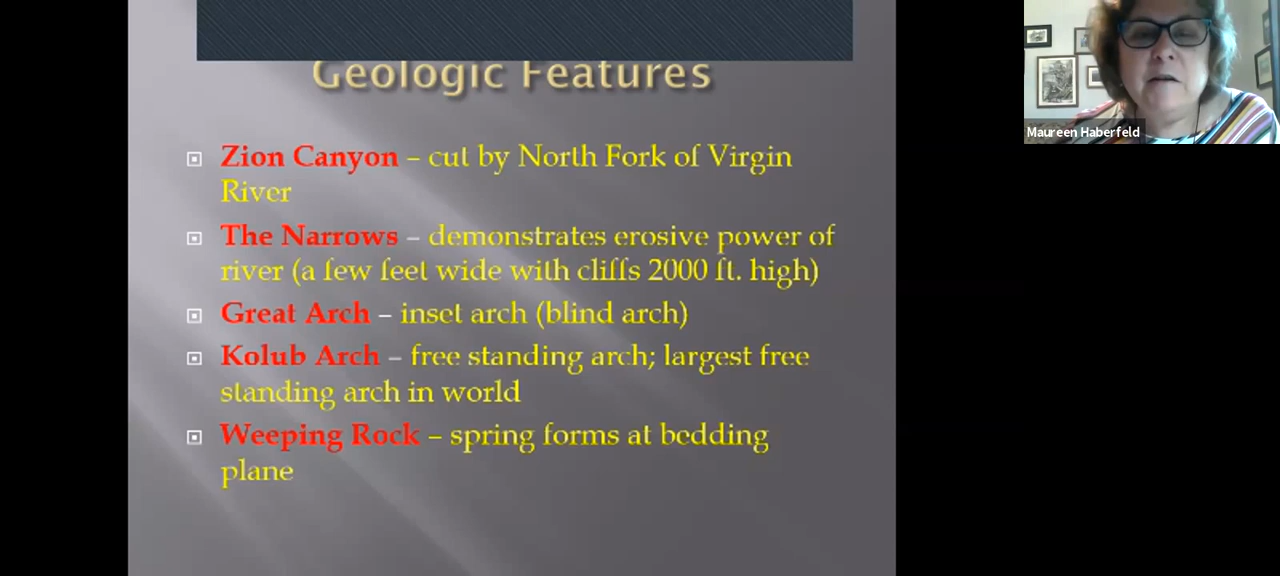 Geologic Features
Zion Canyon – cut by North Fork of Virgin
River
The Narrows – demonstrates erosive power of
river (a few feet wide with cliffs 2000 ft. high)
Great Arch – inset arch (blind arch)
Kolub Arch – free standing arch; largest free
standing arch in world
Weeping Rock – spring forms at bedding
plane
Maureen Haberfeld